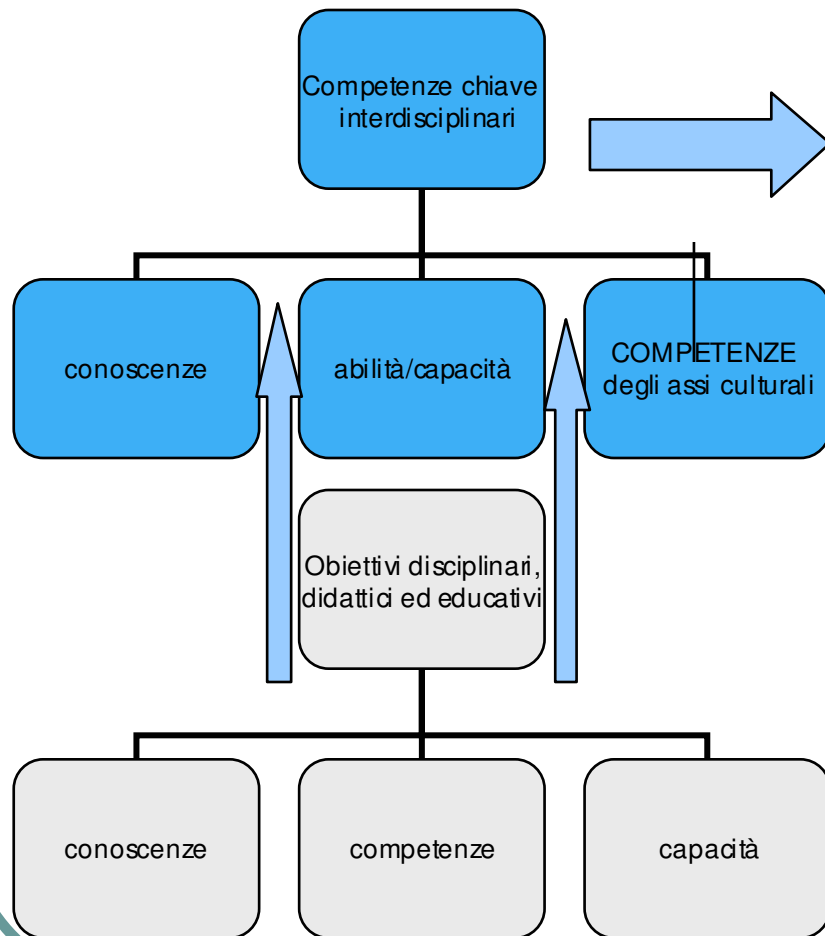 Competenze chiave
interdisciplinari
conoscenze
abilità/capacità
COMPETENZE
degli assi culturali
Obiettivi disciplinari,
didattici ed educativi
conoscenze
competenze
capacità